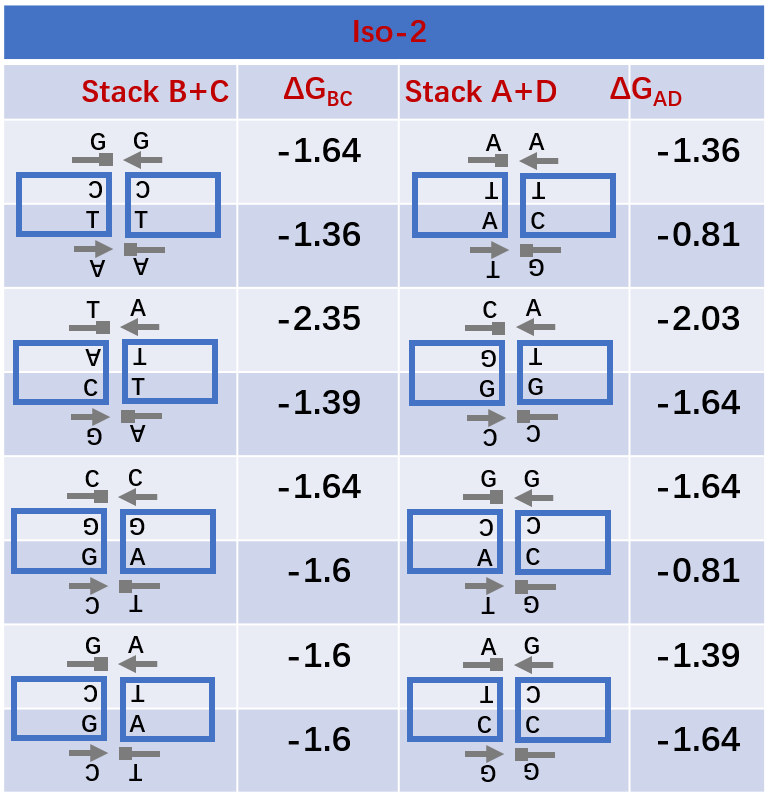 Iso-2
Stack B+C ΔGBC Stack A+D ΔGAD
G G -1.64 A A -1.36
C C T T
T T -1.36 A C -0.81
A A T G
T A -2.35 C A -2.03
A T G T
C T -1.39 G G -1.64
G A C C
C C -1.64 G G -1.64
G G C C
G A -1.6 A C -0.81
C T T G
G A -1.6 A G -1.39
C T T C
G A -1.6 C C -1.64
C T G G